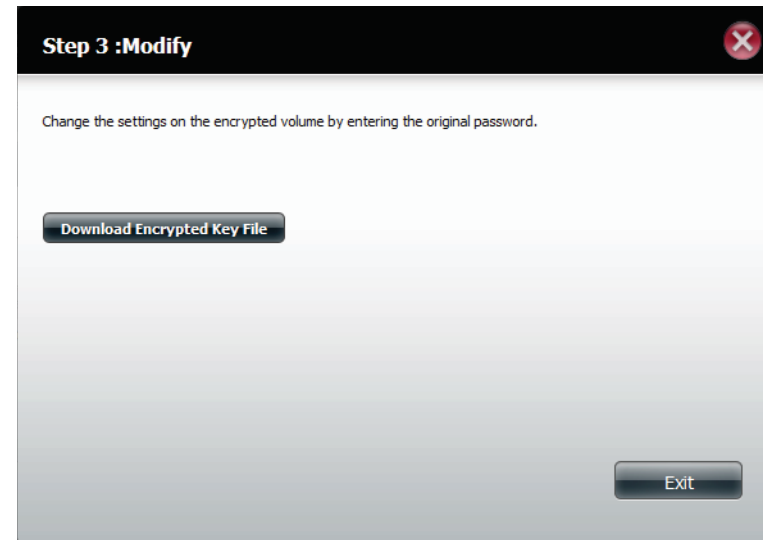 Step 3 :Modify
Change the settings on the encrypted volume by entering the original password.
Download Encrypted Key File
Exit